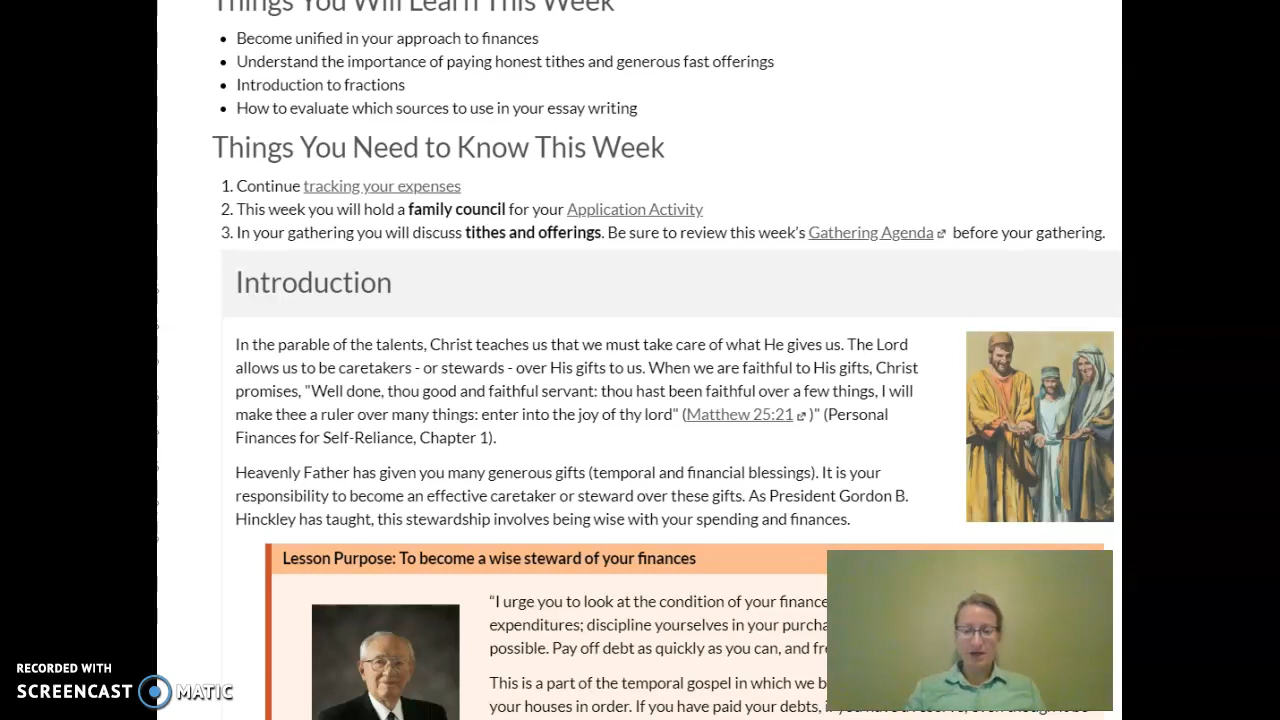 Things You Will Learn This Week
Become unified in your approach to finances
Understand the importance of paying honest tithes and generous fast offerings
Introduction to fractions
How to evaluate which sources to use in your essay writing
Things You Need to Know This Week
1. Continue tracking your expenses
2. This week you will hold a family council for your Application Activity
3. In your gathering you will discuss tithes and offerings. Be sure to review this week's Gathering Agenda before your gathering.
Introduction
In the parable of the talents, Christ teaches us that we must take care of what He gives us. The Lord
allows us to be caretakers - or stewards - over His gifts to us. When we are faithful to His gifts, Christ
promises, "Well done, thou good and faithful servant: thou hast been faithful over a few things, I will
make thee a ruler over many things: enter into the joy of thy lord" (Matthew 25:21 )" (Personal
Finances for Self-Reliance, Chapter 1).
Heavenly Father has given you many generous gifts (temporal and financial blessings). It is your
responsibility to become an effective caretaker or steward over these gifts. As President Gordon B.
Hinckley has taught, this stewardship involves being wise with your spending and finances.
Lesson Purpose: To become a wise steward of your finances
“I urge you to look at the condition of your finance
expenditures; discipline yourselves in your purcha
possible. Pay off debt as quickly as you can, and fr
This is a part of the temporal gospel in which we b
your houses in order. If you have paid your debts,
RECORDED WITH
SCREENCAST MATIC